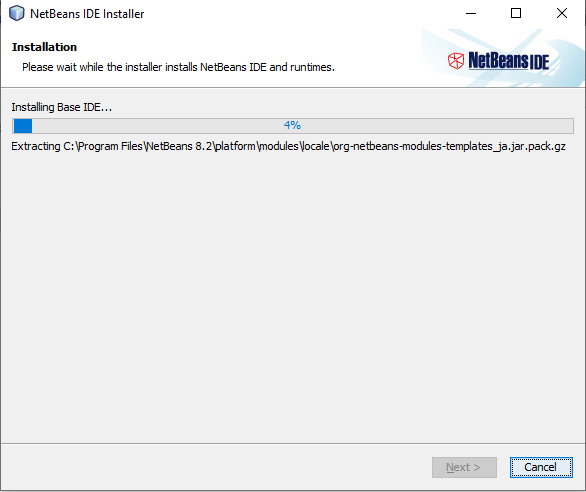 NetBeans IDE Installer
Installation
Please wait while the installer installs NetBeans IDE and runtimes.
NetBeans IDE
Installing Base IDE...
4%
Extracting C:\Program Files\NetBeans 8.2\platform\modules\locale\org-netbeans-modules-templates_ja.jar.pack.gz
Next >
Cancel